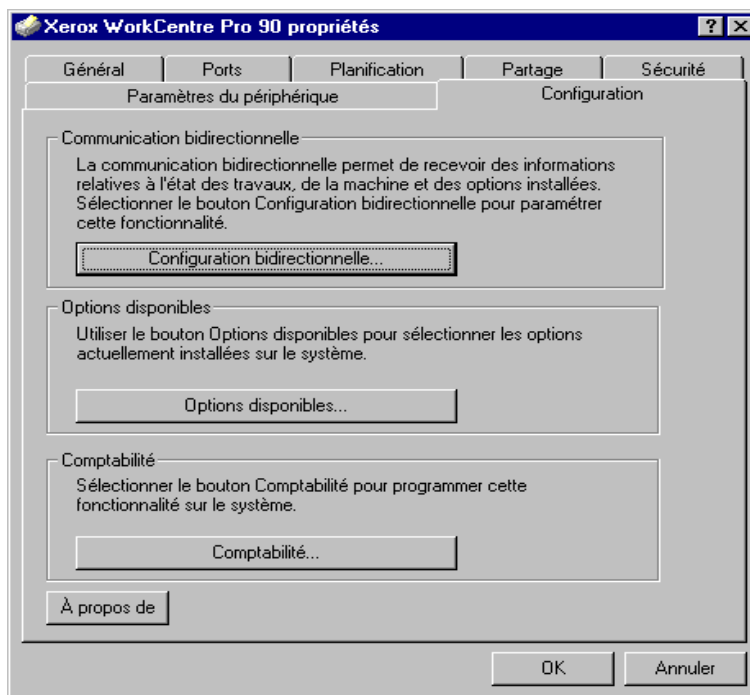 Xerox WorkCentre Pro 90 propriétés
Général Ports Planification Partage Sécurité
Paramètres du périphérique Configuration
Communication bidirectionnelle
La communication bidirectionnelle permet de recevoir des informations
relatives à l'état des travaux, de la machine et des options installées.
Sélectionner le bouton Configuration bidirectionnelle pour paramétrer
cette fonctionnalité.
Configuration bidirectionnelle...
Options disponibles
Utiliser le bouton Options disponibles pour sélectionner les options
actuellement installées sur le système.
Options disponibles...
Comptabilité
Sélectionner le bouton Comptabilité pour programmer cette
fonctionnalité sur le système.
Comptabilité...
À propos de
OK Annuler